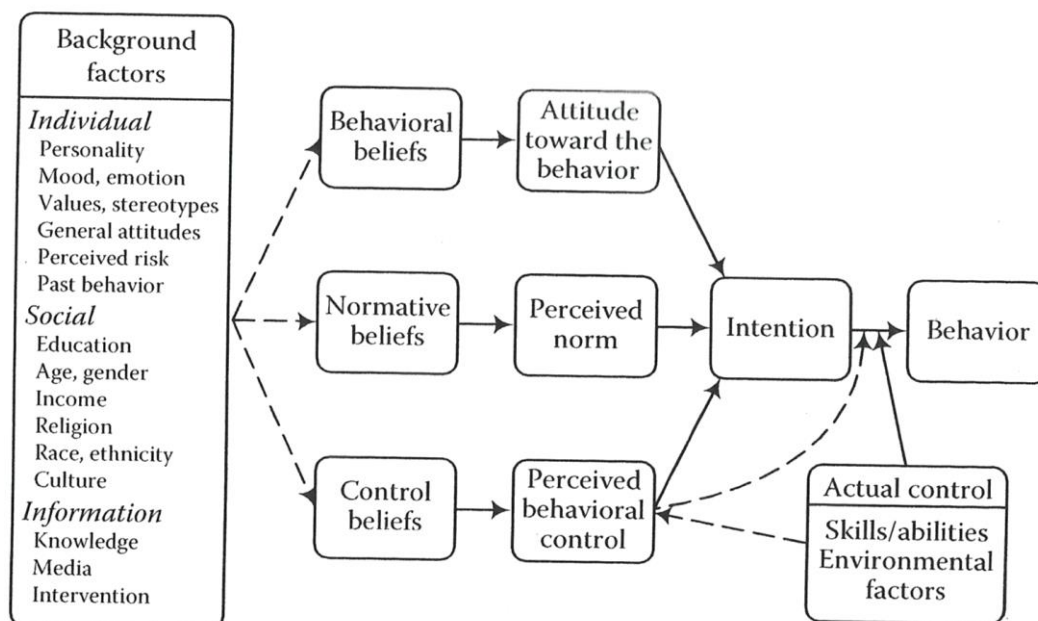 Background
factors
Individual
Personality
Mood, emotion
Values, stereotypes
General attitudes
Perceived risk
Past behavior
Social
Education
Age, gender
Income
Religion
Race, ethnicity
Culture
Information
Knowledge
Media
Intervention
Behavioral
beliefs
Attitude
toward the
behavior
Normative
beliefs
Perceived
norm
Intention
Behavior
Control
beliefs
Perceived
behavioral
control
Actual control
Skills/abilities
Environmental
factors